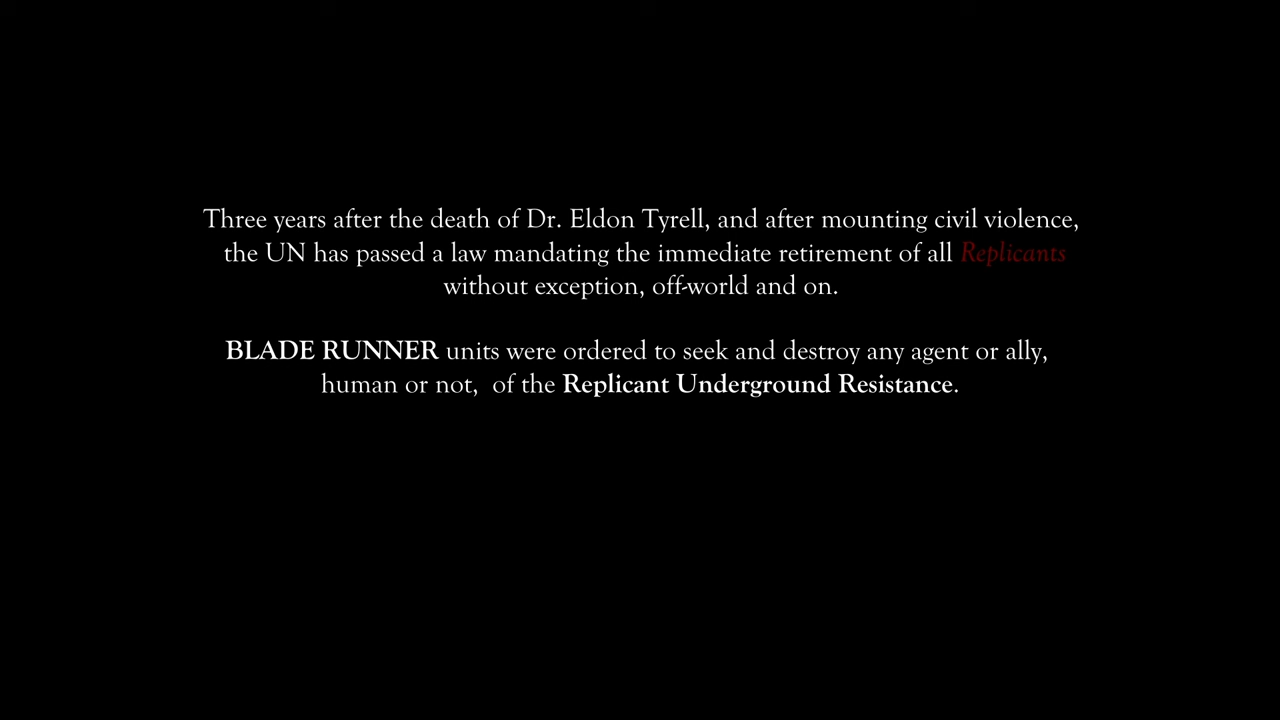 Three years after the death of Dr. Eldon Tyrell, and after mounting civil violence,
the UN has passed a law mandating the immediate retirement of all Replicants
without exception, off-world and on.
BLADE RUNNER units were ordered to seek and destroy any agent or ally,
human or not,  of the Replicant Underground Resistance.